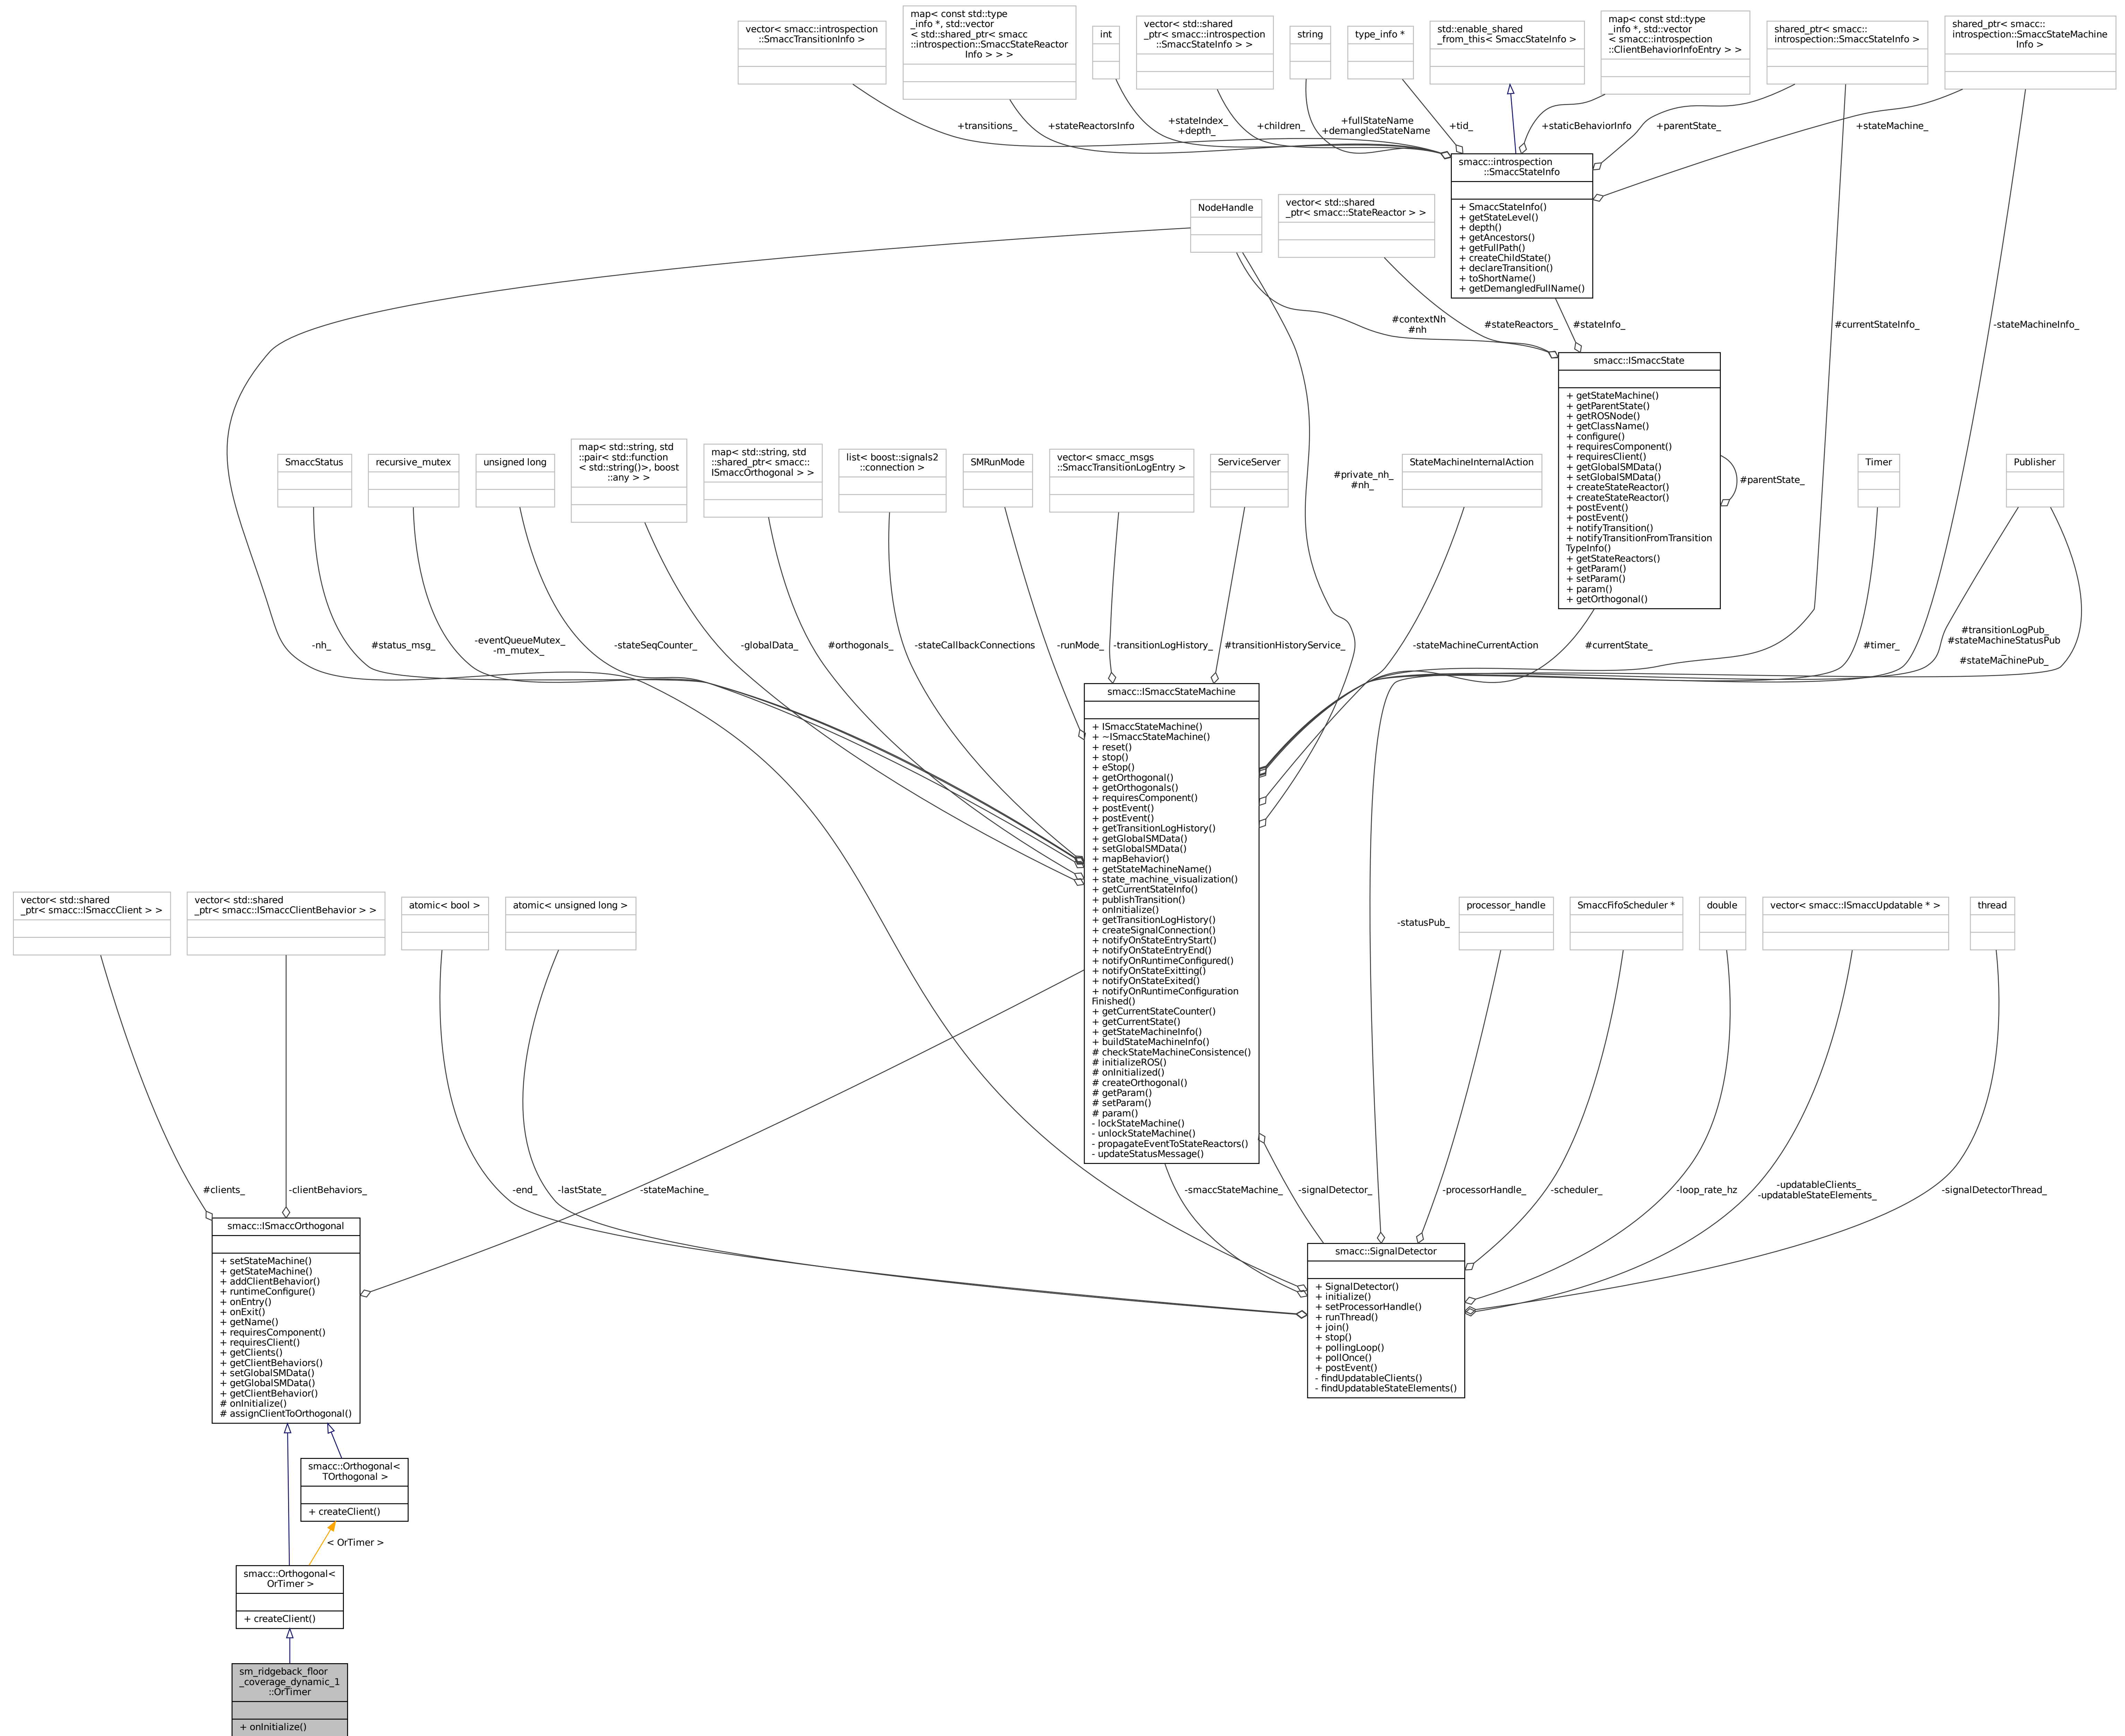 vector< smacc::introspection
::SmaccTransitionInfo >
map< const std::type
_info *, std::vector
< std::shared_ptr< smacc
::introspection::SmaccStateReactor
Info > > >
int
vector< std::shared
_ptr< smacc::introspection
::SmaccStateInfo > >
string
type_info *
std::enable_shared
_from_this< SmaccStateInfo >
map< const std::type
_info *, std::vector
< smacc::introspection
::ClientBehaviorInfoEntry > >
shared_ptr< smacc::
introspection::SmaccStateInfo >
shared_ptr< smacc::
introspection::SmaccStateMachine
Info >
+transitions_
+stateReactorsInfo
+stateIndex_
+depth_
+children_
+fullStateName
+demangledStateName
+tid_
+staticBehaviorInfo
+parentState_
+stateMachine_
smacc::introspection
::SmaccStateInfo
+ SmaccStateInfo()
+ getStateLevel()
+ depth()
+ getAncestors()
+ getFullPath()
+ createChildState()
+ declareTransition()
+ toShortName()
+ getDemangledFullName()
NodeHandle
vector< std::shared
_ptr< smacc::StateReactor > >
#contextNh
#nh
#stateReactors_
#stateInfo_
#currentStateInfo_
-stateMachineInfo_
smacc::ISmaccState
+ getStateMachine()
+ getParentState()
+ getROSNode()
+ getClassName()
+ configure()
+ requiresComponent()
+ requiresClient()
+ getGlobalSMData()
+ setGlobalSMData()
+ createStateReactor()
+ createStateReactor()
+ postEvent()
+ postEvent()
+ notifyTransition()
+ notifyTransitionFromTransition
TypeInfo()
+ getStateReactors()
+ getParam()
+ setParam()
+ param()
+ getOrthogonal()
#parentState_
SmaccStatus
recursive_mutex
unsigned long
map< std::string, std
::pair< std::function
< std::string()>, boost
::any > >
map< std::string, std
::shared_ptr< smacc::
ISmaccOrthogonal > >
list< boost::signals2
::connection >
SMRunMode
vector< smacc_msgs
::SmaccTransitionLogEntry >
ServiceServer
#private_nh_
#nh_
StateMachineInternalAction
Timer
Publisher
-nh_
#status_msg_
-eventQueueMutex_
-m_mutex_
-stateSeqCounter_
-globalData_
#orthogonals_
-stateCallbackConnections
-runMode_
-transitionLogHistory_
#transitionHistoryService_
-stateMachineCurrentAction
#currentState_
#timer_
#transitionLogPub_
#stateMachineStatusPub
_
#stateMachinePub_
smacc::ISmaccStateMachine
+ ISmaccStateMachine()
+ ~ISmaccStateMachine()
+ reset()
+ stop()
+ eStop()
+ getOrthogonal()
+ getOrthogonals()
+ requiresComponent()
+ postEvent()
+ postEvent()
+ getTransitionLogHistory()
+ getGlobalSMData()
+ setGlobalSMData()
+ mapBehavior()
+ getStateMachineName()
+ state_machine_visualization()
+ getCurrentStateInfo()
+ publishTransition()
+ onInitialize()
+ getTransitionLogHistory()
+ createSignalConnection()
+ notifyOnStateEntryStart()
+ notifyOnStateEntryEnd()
+ notifyOnRuntimeConfigured()
+ notifyOnStateExitting()
+ notifyOnStateExited()
+ notifyOnRuntimeConfiguration
Finished()
+ getCurrentStateCounter()
+ getCurrentState()
+ getStateMachineInfo()
+ buildStateMachineInfo()
# checkStateMachineConsistence()
# initializeROS()
# onInitialized()
# createOrthogonal()
# getParam()
# setParam()
# param()
- lockStateMachine()
- unlockStateMachine()
- propagateEventToStateReactors()
- updateStatusMessage()
vector< std::shared
_ptr< smacc::ISmaccClient > >
vector< std::shared
_ptr< smacc::ISmaccClientBehavior > >
atomic< bool >
atomic< unsigned long >
-statusPub_
processor_handle
SmaccFifoScheduler *
double
vector< smacc::ISmaccUpdatable * >
thread
#clients_
-clientBehaviors_
-end_
-lastState_
-stateMachine_
-smaccStateMachine_
-signalDetector_
-processorHandle_
-scheduler_
-loop_rate_hz
-updatableClients_
-updatableStateElements_
-signalDetectorThread_
smacc::ISmaccOrthogonal
+ setStateMachine()
+ getStateMachine()
+ addClientBehavior()
+ runtimeConfigure()
+ onEntry()
+ onExit()
+ getName()
+ requiresComponent()
+ requiresClient()
+ getClients()
+ getClientBehaviors()
+ setGlobalSMData()
+ getGlobalSMData()
+ getClientBehavior()
# onInitialize()
# assignClientToOrthogonal()
smacc::SignalDetector
+ SignalDetector()
+ initialize()
+ setProcessorHandle()
+ runThread()
+ join()
+ stop()
+ pollingLoop()
+ pollOnce()
+ postEvent()
- findUpdatableClients()
- findUpdatableStateElements()
smacc::Orthogonal<
TOrthogonal >
+ createClient()
< OrTimer >
smacc::Orthogonal<
OrTimer >
+ createClient()
sm_ridgeback_floor
_coverage_dynamic_1
::OrTimer
+ onInitialize()